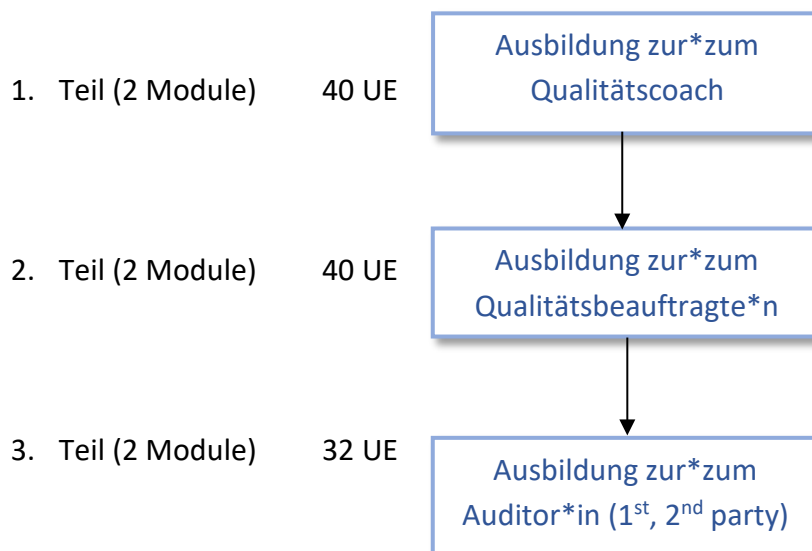 1. Teil (2 Module) 40 UE
Ausbildung zur*zum
Qualitätscoach
2. Teil (2 Module) 40 UE
Ausbildung zur*zum
Qualitätsbeauftragte*n
3. Teil (2 Module) 32 UE
Ausbildung zur*zum
Auditor*in (1st, 2nd party)